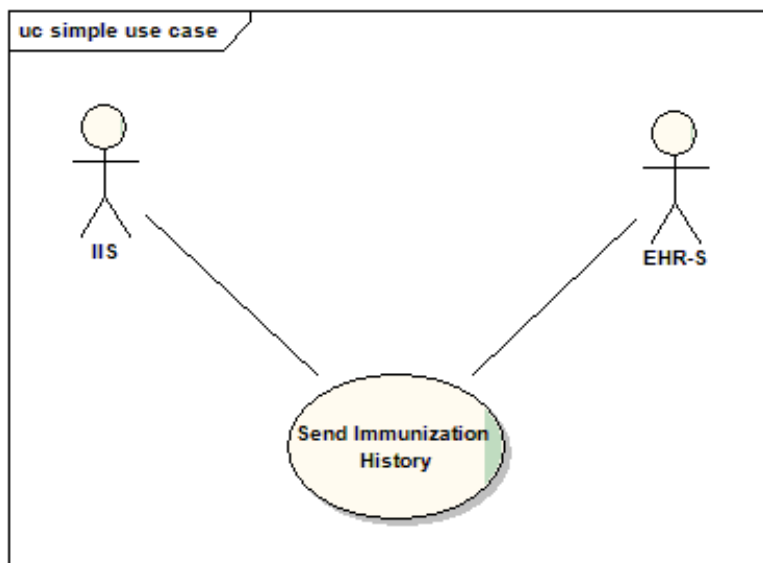 uc simple use case
IIS
EHR-S
Send Immunization
History